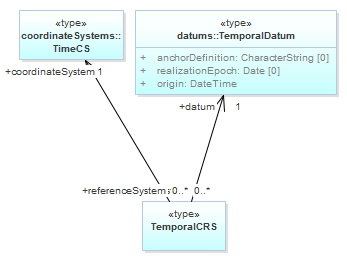 «type»
coordinateSystems::
TimeCS
«type»
datums::TemporalDatum
+ anchorDefinition: CharacterString [0]
+ realizationEpoch: Date [0]
+ origin: DateTime
+coordinateSystem 1
+datum 1
+referenceSystem 0..* 0..*
«type»
TemporalCRS